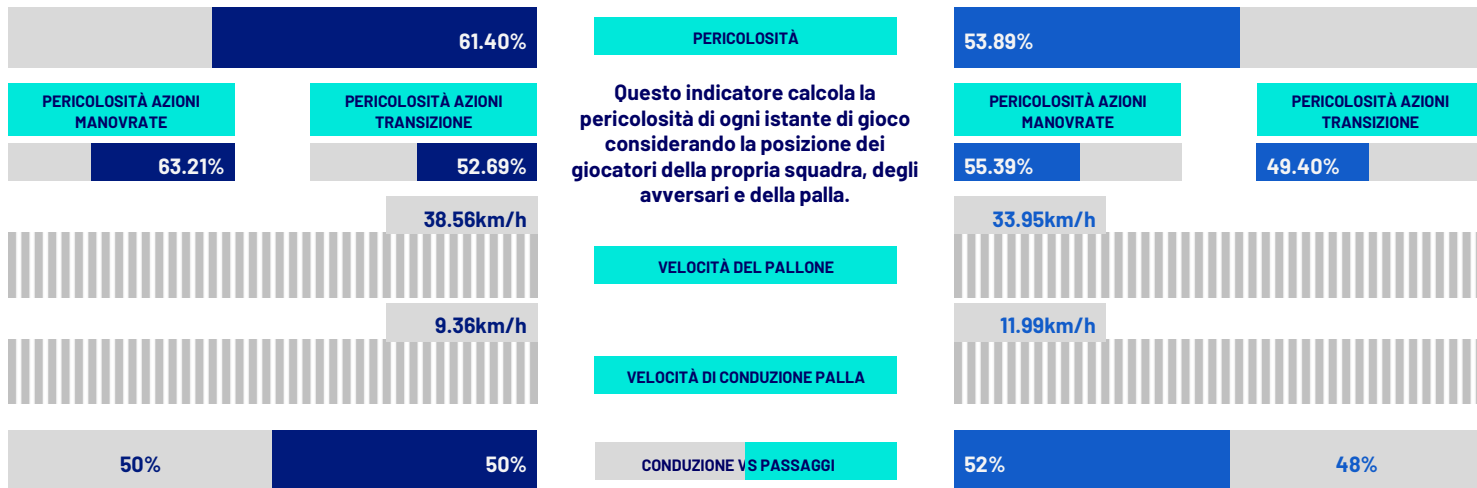 61.40%
PERICOLOSITÀ
53.89%
PERICOLOSITÀ AZIONI
MANOVRATE
63.21%
PERICOLOSITÀ AZIONI
TRANSIZIONE
52.69%
Questo indicatore calcola la
pericolosità di ogni istante di gioco
considerando la posizione dei
giocatori della propria squadra, degli
avversari e della palla.
PERICOLOSITÀ AZIONI
MANOVRATE
55.39%
PERICOLOSITÀ AZIONI
TRANSIZIONE
49.40%
38.56km/h
VELOCITÀ DEL PALLONE
33.95km/h
9.36km/h
VELOCITÀ DI CONDUZIONE PALLA
11.99km/h
50%
50%
CONDUZIONE VS PASSAGGI
52%
48%